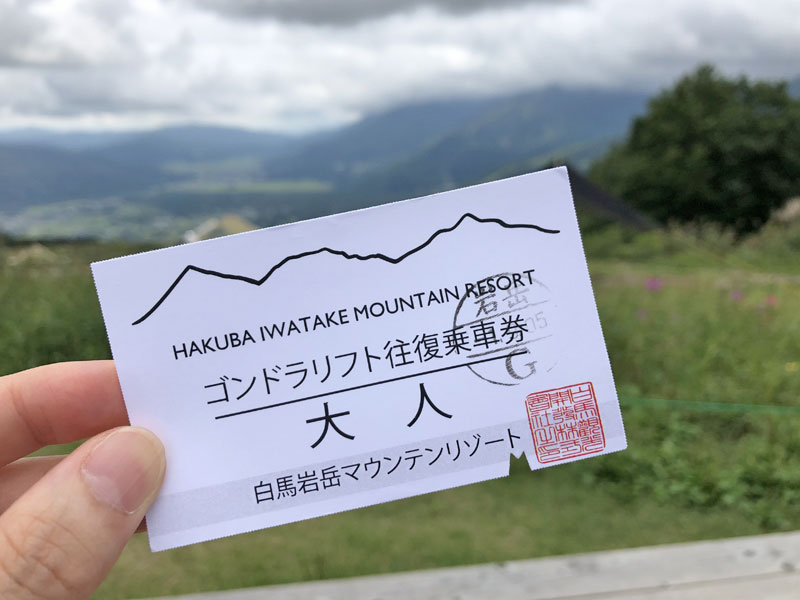 HAKUBA IWATAKE MOUNTAIN RESORT
岩岳
ゴンドラリフト往復乗車券
G
大人
白馬岩岳マウンテンリゾート